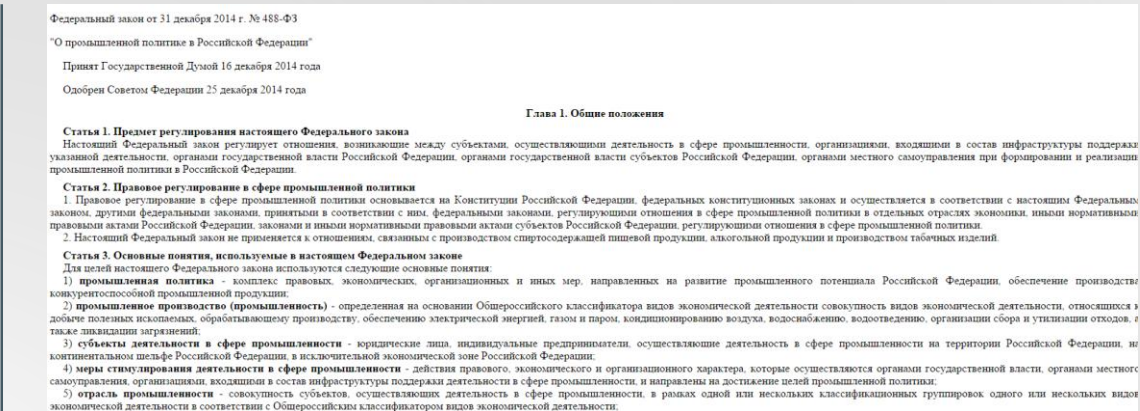 Федеральный закон от 31 декабря 2014 г. № 488-ФЗ
"О промышленной политике в Российской Федерации"
Принят Государственной Думой 16 декабря 2014 года
Одобрен Советом Федерации 25 декабря 2014 года
Глава 1. Общие положения
Статья 1. Предмет регулирования настоящего Федерального закона
Настоящий Федеральный закон регулирует отношения, возникающие между субъектами, осуществляющими деятельность в сфере промышленности, организациями, входящими в состав инфраструктуры поддержки
указанной деятельности, органами государственной власти Российской Федерации, органами государственной власти субъектов Российской Федерации, органами местного самоуправления при формировании и реализации
промышленной политики в Российской Федерации.
Статья 2. Правовое регулирование в сфере промышленной политики
1. Правовое регулирование в сфере промышленной политики основывается на Конституции Российской Федерации, федеральных конституционных законах и осуществляется в соответствии с настоящим Федеральным
законом, другими федеральными законами, принятыми в соответствии с ним, федеральными законами, регулирующими отношения в сфере промышленной политики в отдельных отраслях экономики, иными нормативными
правовыми актами Российской Федерации, законами и иными нормативными правовыми актами субъектов Российской Федерации, регулирующими отношения в сфере промышленной политики.
2. Настоящий Федеральный закон не применяется к отношениям, связанным с производством спиртосодержащей пищевой продукции, алкогольной продукции и производством табачных изделий.
Статья 3. Основные понятия, используемые в настоящем Федеральном законе
Для целей настоящего Федерального закона используются следующие основные понятия:
1) промышленная политика - комплекс правовых, экономических, организационных и иных мер, направленных на развитие промышленного потенциала Российской Федерации, обеспечение производства
конкурентоспособной промышленной продукции;
2) промышленное производство (промышленность) - определенная на основании Общероссийского классификатора видов экономической деятельности совокупность видов экономической деятельности, относящихся к
добыче полезных ископаемых, обрабатывающему производству, обеспечению электрической энергией, газом и паром, кондиционированию воздуха, водоснабжению, водоотведению, организации сбора и утилизации отходов, а
также ликвидации загрязнений;
3) субъекты деятельности в сфере промышленности - юридические лица, индивидуальные предприниматели, осуществляющие деятельность в сфере промышленности на территории Российской Федерации, на
континентальном шельфе Российской Федерации, в исключительной экономической зоне Российской Федерации;
4) меры стимулирования деятельности в сфере промышленности - действия правового, экономического и организационного характера, которые осуществляются органами государственной власти, органами местного
самоуправления, организациями, входящими в состав инфраструктуры поддержки деятельности в сфере промышленности, и направлены на достижение целей промышленной политики;
5) отрасль промышленности - совокупность субъектов, осуществляющих деятельность в сфере промышленности, в рамках одной или нескольких классификационных группировок одного или нескольких видов
экономической деятельности в соответствии с Общероссийским классификатором видов экономической деятельности;